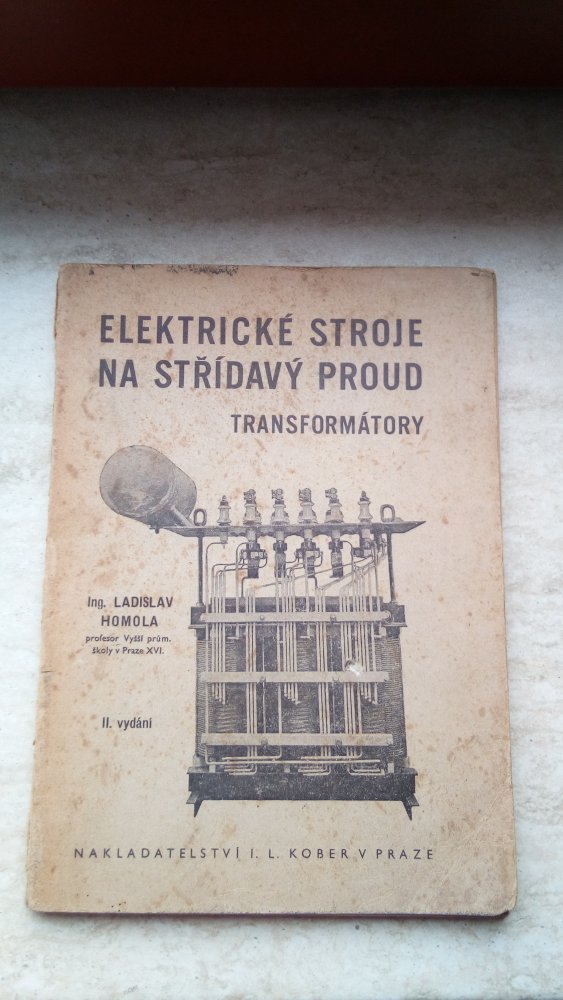 ELEKTRICKÉ STROJE
NA STŘÍDAVÝ PROUD
TRANSFORMÁTORY
Ing. LADISLAV
HOMOLA
profesor Vyšší prům.
školy v Praze XVI.
II. vydání
NAKLADATELSTVÍ I. L. KOBER V PRAZE